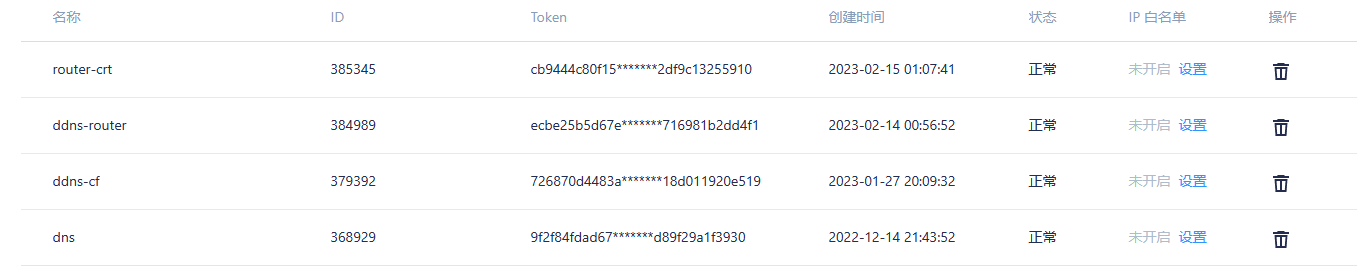 名称 ID Token 创建时间 状态 IP 白名单 操作
router-crt 385345 cb9444c80f15*******2df9c13255910 2023-02-15 01:07:41 正常 未开启 设置
ddns-router 384989 ecbe25b5d67e*******716981b2dd4f1 2023-02-14 00:56:52 正常 未开启 设置
ddns-cf 379392 726870d4483a*******18d011920e519 2023-01-27 20:09:32 正常 未开启 设置
dns 368929 9f2f84fdad67*******d89f29a1f3930 2022-12-14 21:43:52 正常 未开启 设置